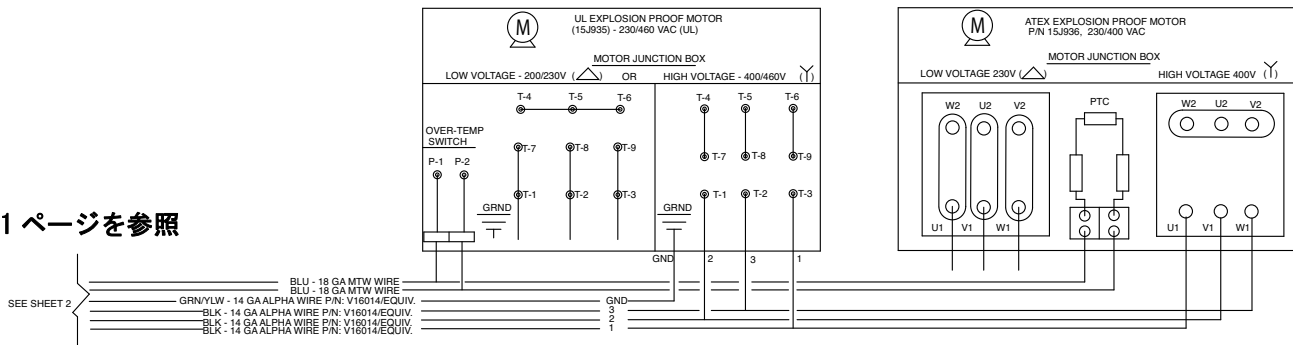 M
UL EXPLOSION PROOF MOTOR
(15J935) - 230/460 VAC (UL)
MOTOR JUNCTION BOX
LOW VOLTAGE - 200/230V ( ) OR HIGH VOLTAGE - 400/460V ( )
T-4 T-5 T-6
T-4 T-5 T-6
OVER-TEMP
SWITCH
P-1 P-2
T-7 T-8 T-9
T-7 T-8 T-9
T-1 T-2 T-3
T-1 T-2 T-3
GRND
GRND
GND 2 3 1
M
ATEX EXPLOSION PROOF MOTOR
P/N 15J936, 230/400 VAC
MOTOR JUNCTION BOX
LOW VOLTAGE 230V ( ) HIGH VOLTAGE 400V ( )
W2 U2 V2
PTC
W2 U2 V2
U1 V1 W1
U1 V1 W1
1 ページを参照
SEE SHEET 2
BLU - 18 GA MTW WIRE
BLU - 18 GA MTW WIRE
GRN/YLW - 14 GA ALPHA WIRE P/N: V16014/EQUIV. GND
BLK - 14 GA ALPHA WIRE P/N: V16014/EQUIV. 3
BLK - 14 GA ALPHA WIRE P/N: V16014/EQUIV. 2
BLK - 14 GA ALPHA WIRE P/N: V16014/EQUIV. 1